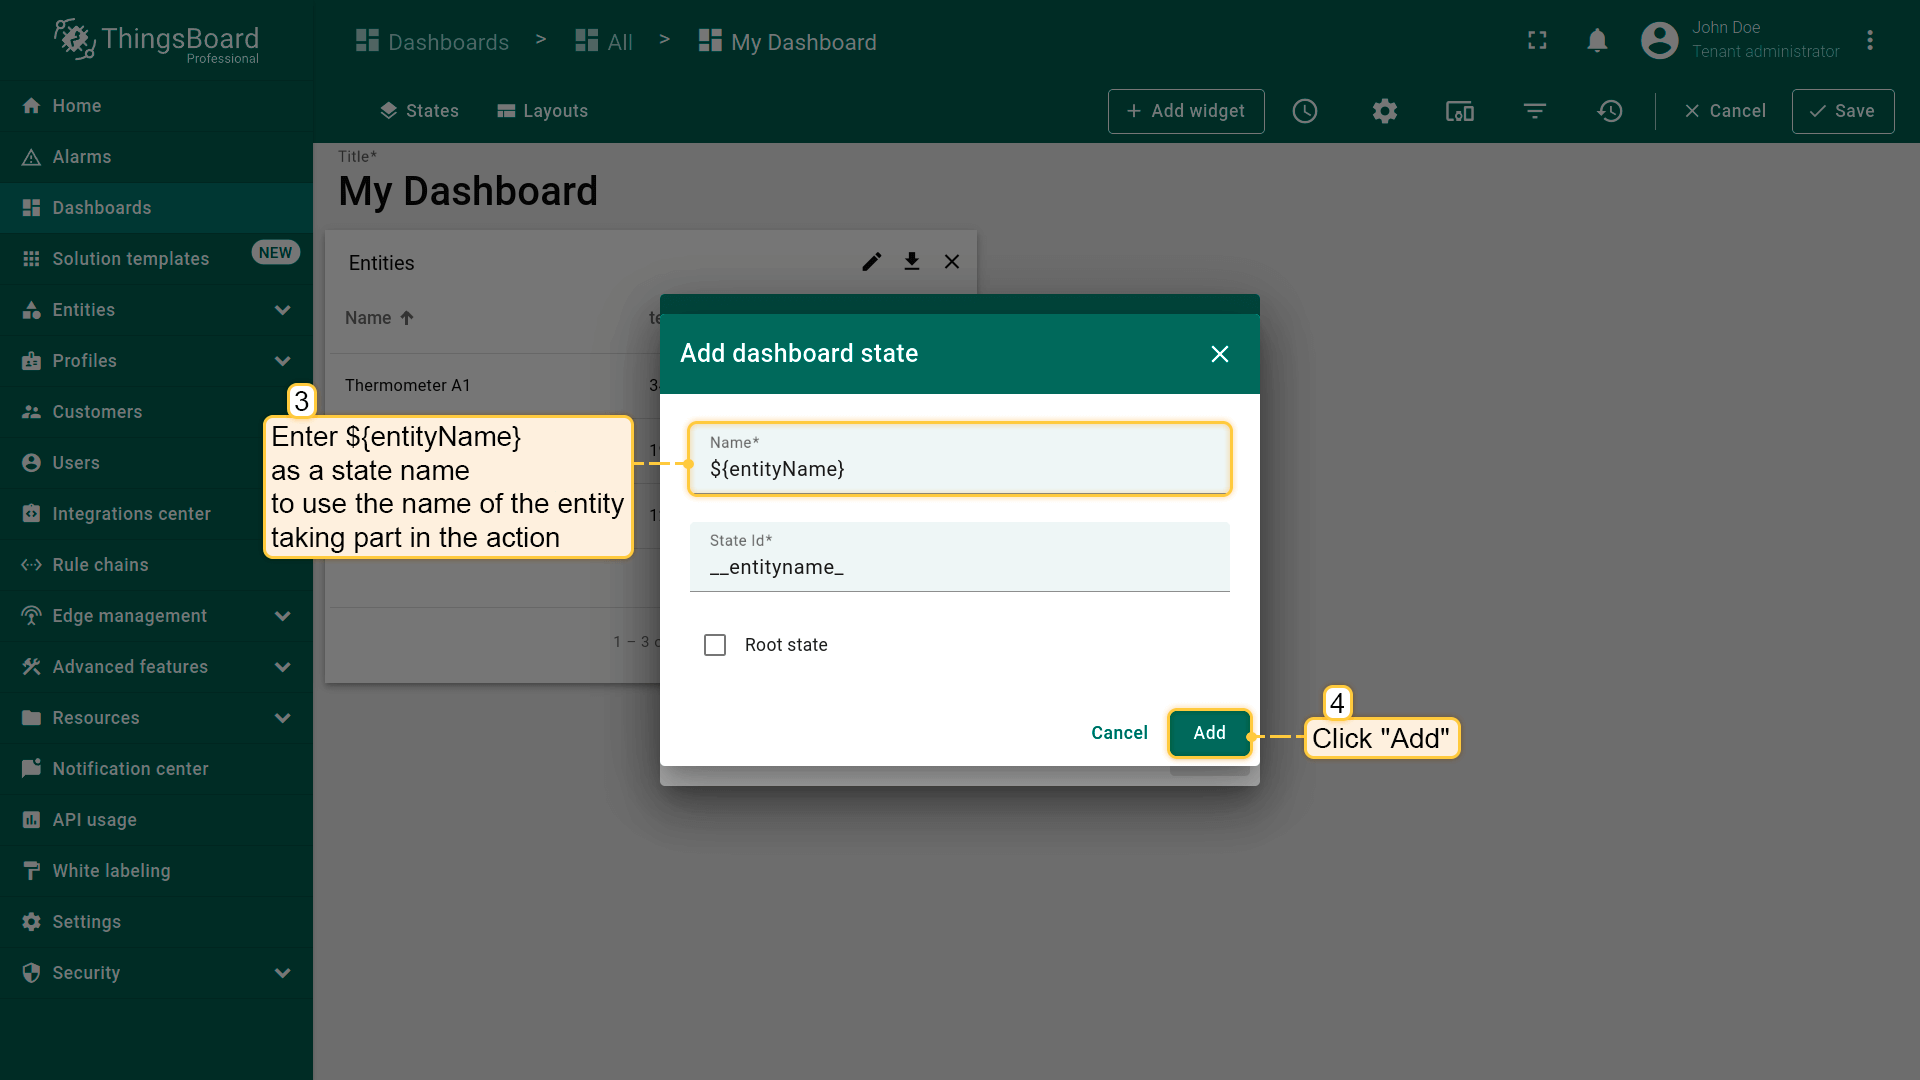 ThingsBoard
Professional
Dashboards > All > My Dashboard
John Doe
Tenant administrator
Home
Alarms
Dashboards
Solution templates NEW
Entities
Profiles
Customers
Users
Integrations center
Rule chains
Edge management
Advanced features
Resources
Notification center
API usage
White labeling
Settings
Security
States Layouts
+ Add widget
Cancel
Save
Title*
My Dashboard
Entities
Name
Thermometer A1
1 – 3
Add dashboard state
Name*
${entityName}
State Id*
__entityname_
Root state
Cancel
Add
3
Enter ${entityName}
as a state name
to use the name of the entity
taking part in the action
4
Click "Add"